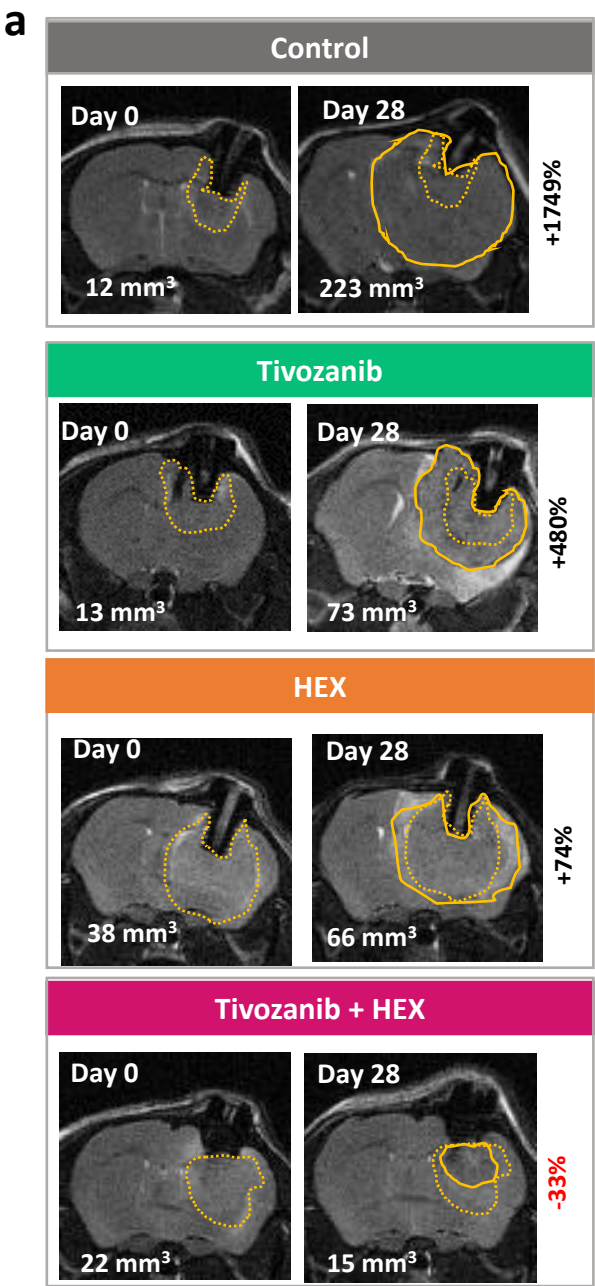 a
Control
Day 0
Day 28
12 mm³
223 mm³
+1749%
Tivozanib
Day 0
Day 28
13 mm³
73 mm³
+480%
HEX
Day 0
Day 28
38 mm³
66 mm³
+74%
Tivozanib + HEX
Day 0
Day 28
22 mm³
15 mm³
-33%